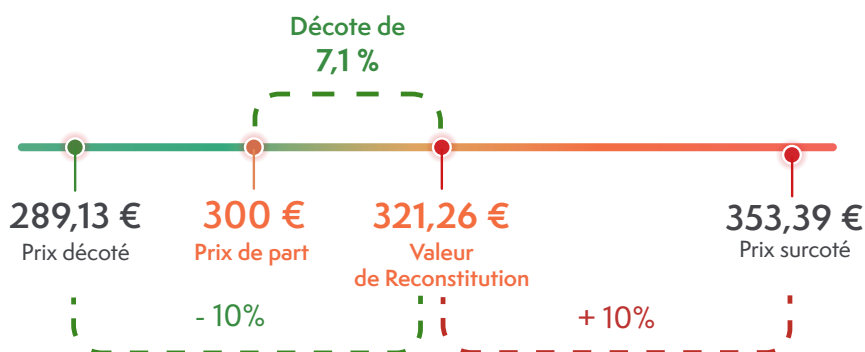 Décote de
7,1 %
289,13 €
Prix décoté
300 €
Prix de part
321,26 €
Valeur
de Reconstitution
353,39 €
Prix surcoté
- 10%
+ 10%